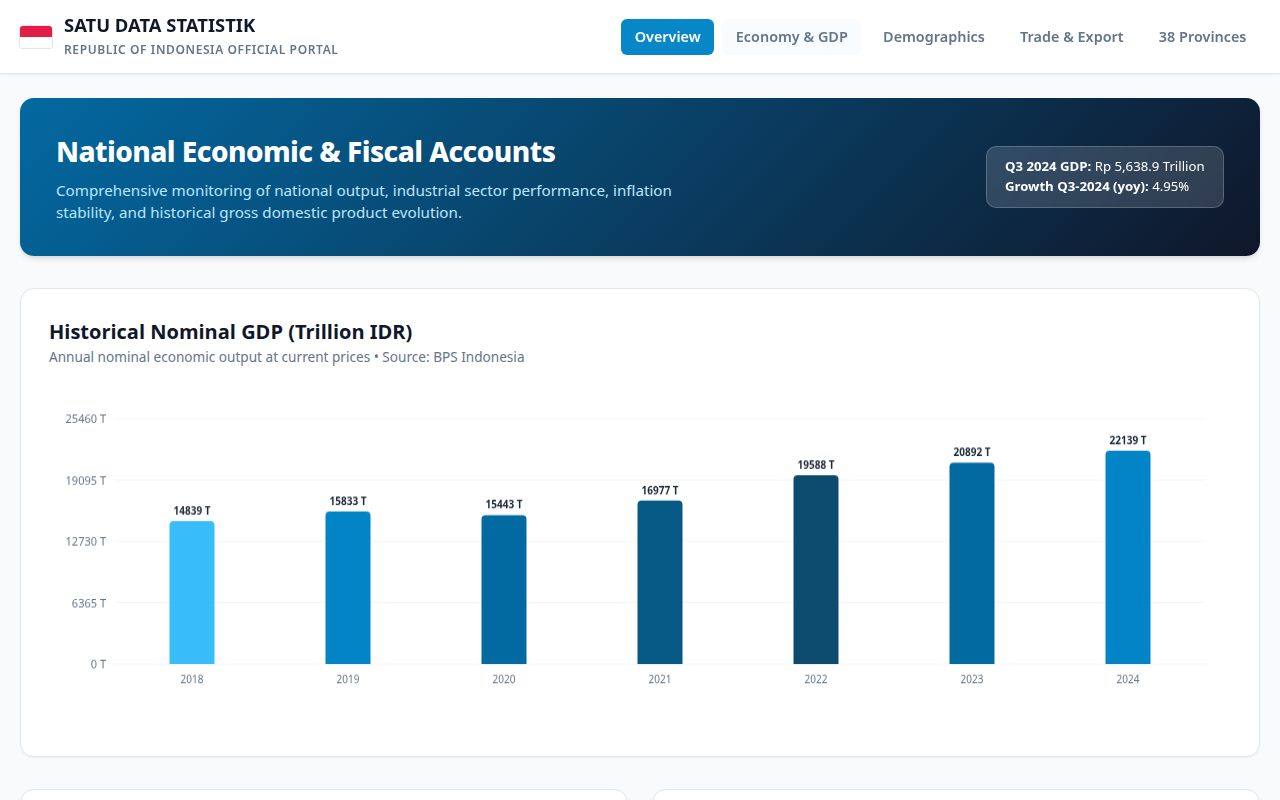 SATU DATA STATISTIK
REPUBLIC OF INDONESIA OFFICIAL PORTAL
Overview
Economy & GDP
Demographics
Trade & Export
38 Provinces
National Economic & Fiscal Accounts
Comprehensive monitoring of national output, industrial sector performance, inflation
stability, and historical gross domestic product evolution.
Q3 2024 GDP: Rp 5,638.9 Trillion
Growth Q3-2024 (yoy): 4.95%
Historical Nominal GDP (Trillion IDR)
Annual nominal economic output at current prices • Source: BPS Indonesia
25460 T
19095 T
12730 T
6365 T
0 T
14839 T
15833 T
15443 T
16977 T
19588 T
20892 T
22139 T
2018
2019
2020
2021
2022
2023
2024